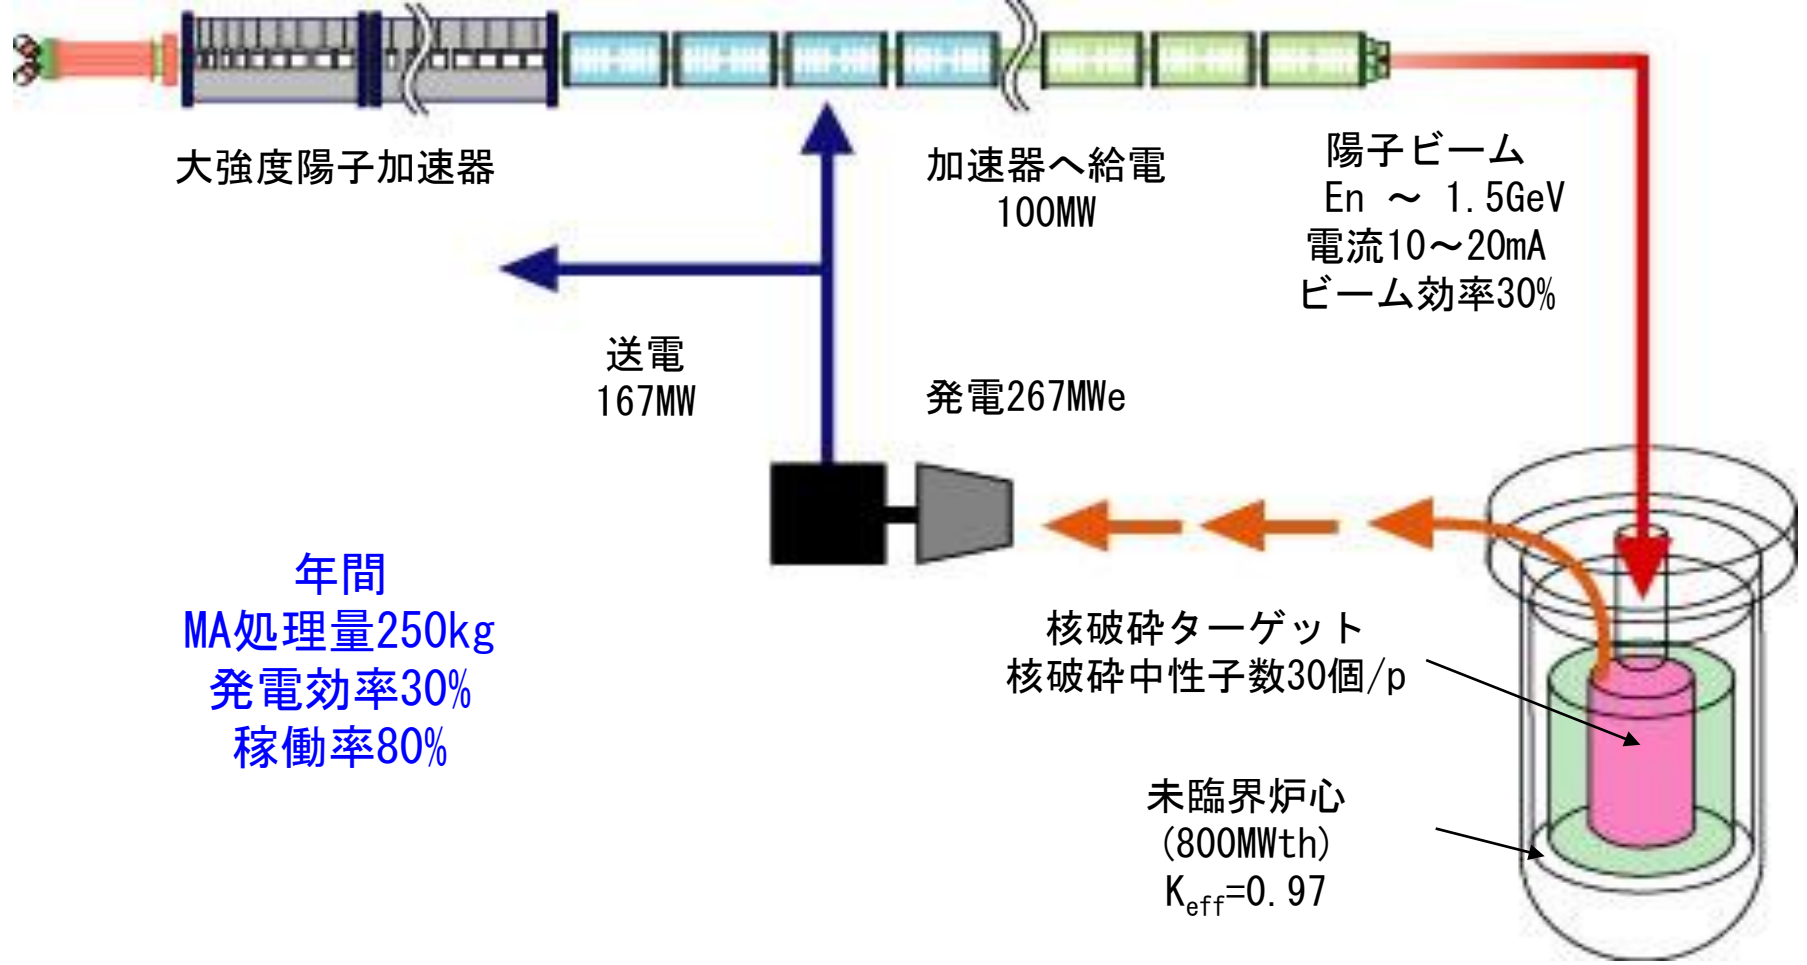 大強度陽子加速器
加速器へ給電
100MW
陽子ビーム
En ～ 1.5GeV
電流10～20mA
ビーム効率30%
送電
167MW
発電267MWe
年間
MA処理量250kg
発電効率30%
稼働率80%
核破砕ターゲット
核破砕中性子数30個/p
未臨界炉心
(800MWth)
Keff=0.97